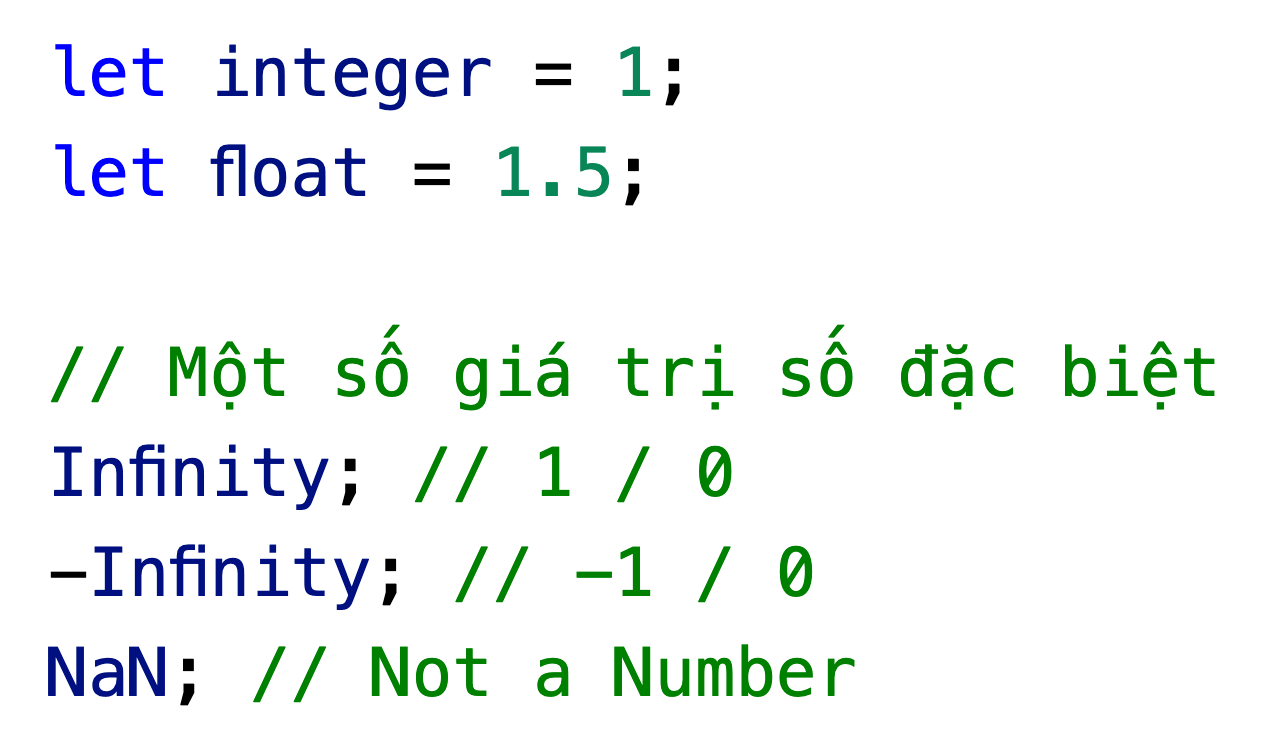 let integer = 1;
let float = 1.5;
// Một số giá trị số đặc biệt
Infinity; // 1 / 0
-Infinity; // -1 / 0
NaN; // Not a Number